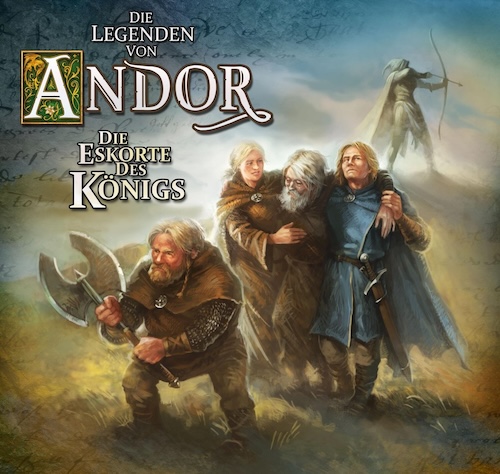 DIE
LEGENDEN
VON
ANDOR
DIE
ESKORTE
DES
KÖNIGS